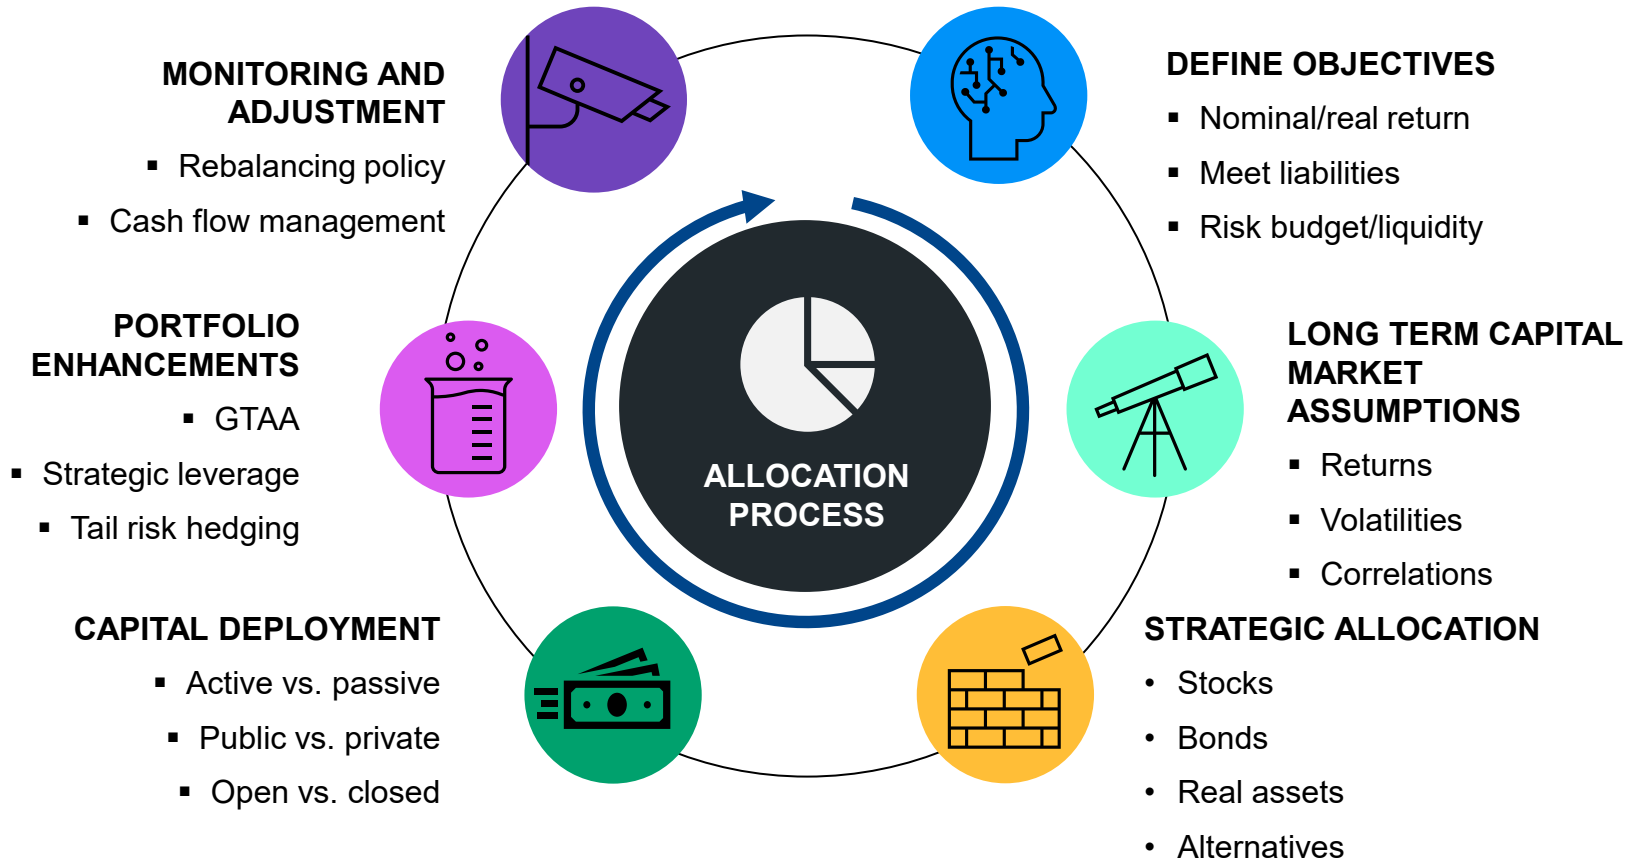 MONITORING AND
ADJUSTMENT
▪ Rebalancing policy
▪ Cash flow management
DEFINE OBJECTIVES
▪ Nominal/real return
▪ Meet liabilities
▪ Risk budget/liquidity
PORTFOLIO
ENHANCEMENTS
▪ GTAA
▪ Strategic leverage
▪ Tail risk hedging
ALLOCATION
PROCESS
LONG TERM CAPITAL
MARKET
ASSUMPTIONS
▪ Returns
▪ Volatilities
▪ Correlations
CAPITAL DEPLOYMENT
▪ Active vs. passive
▪ Public vs. private
▪ Open vs. closed
STRATEGIC ALLOCATION
• Stocks
• Bonds
• Real assets
• Alternatives